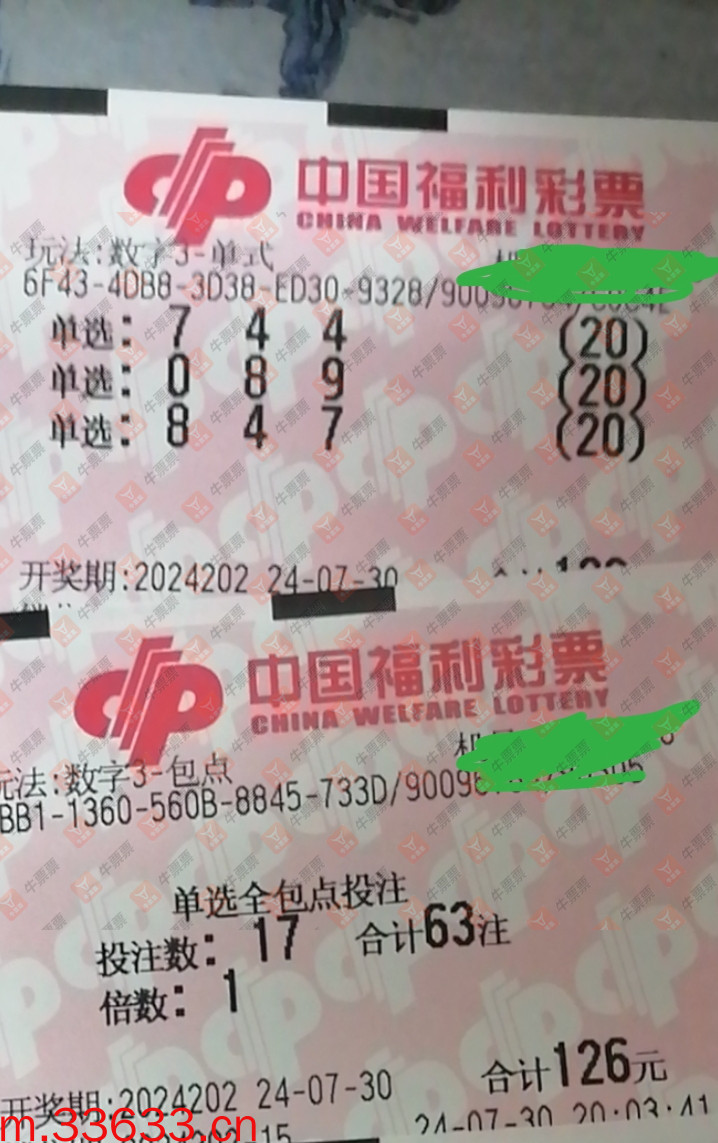 中国福利彩票
CHINA WELFARE LOTTERY
玩法:数字3-单式
6F43-4DB8-3D38-ED30-9328/
单选: 7 4 4 (20)
单选: 0 8 9 (20)
单选: 8 4 7 (20)
开奖期:2024202 24-07-30
中国福利彩票
CHINA WELFARE LOTTERY
玩法:数字3-包点
BB1-1360-560B-8845-733D/
单选全包点投注
投注数: 17 合计63注
倍数: 1
合计126元
开奖期:2024202 24-07-30
24-07-30 20:03:41
m.33633.cn
牛票票